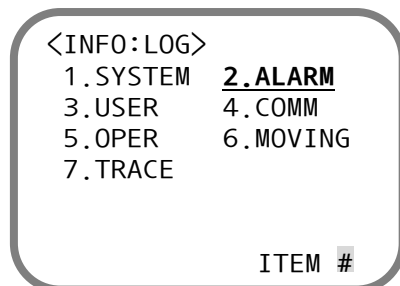 <INFO:LOG>
1.SYSTEM 2.ALARM
3.USER 4.COMM
5.OPER 6.MOVING
7.TRACE
ITEM #